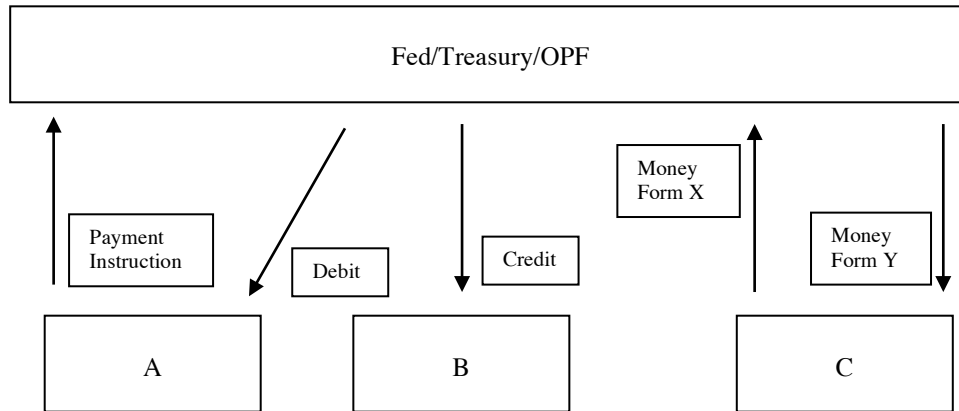 Fed/Treasury/OPF
Money
Form X
Payment
Instruction
Debit
Credit
Money
Form Y
A
B
C